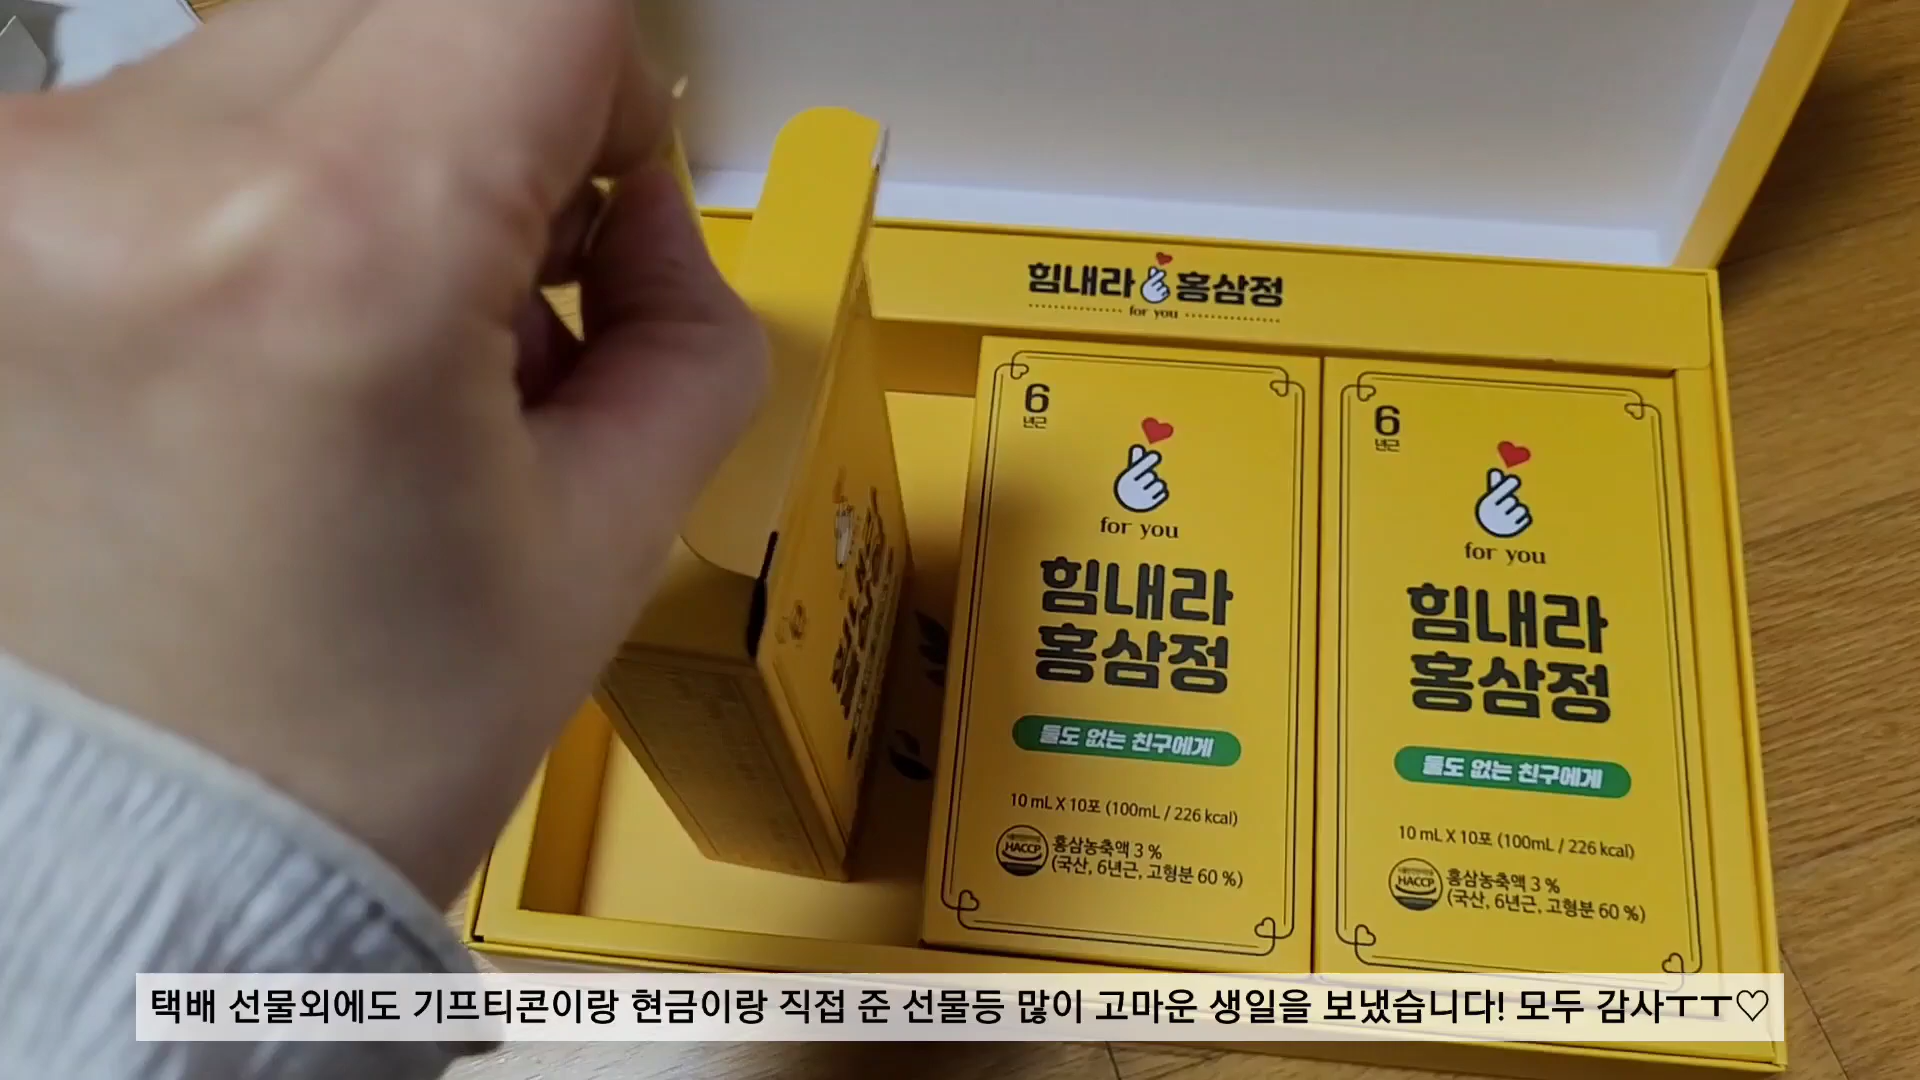 힘내라 홍삼정
for you
6
년근
for you
힘내라
홍삼정
둘도 없는 친구에게
10 mL X 10포 (100mL / 226 kcal)
HACCP
홍삼농축액 3 %
(국산, 6년근, 고형분 60 %)
6
년근
for you
힘내라
홍삼정
둘도 없는 친구에게
10 mL X 10포 (100mL / 226 kcal)
HACCP
홍삼농축액 3 %
(국산, 6년근, 고형분 60 %)
택배 선물외에도 기프티콘이랑 현금이랑 직접 준 선물등 많이 고마운 생일을 보냈습니다! 모두 감사ㅜㅜ♡